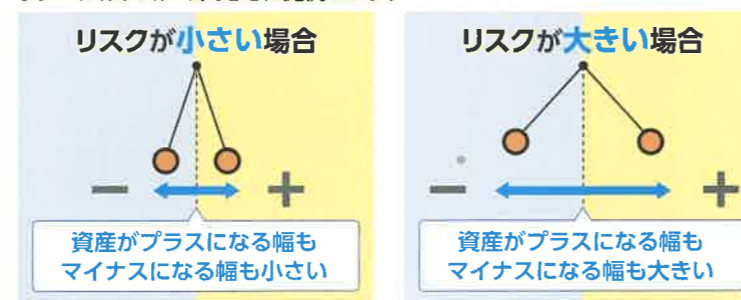 リスクが小さい場合
− +
資産がプラスになる幅も
マイナスになる幅も小さい
リスクが大きい場合
− +
資産がプラスになる幅も
マイナスになる幅も大きい